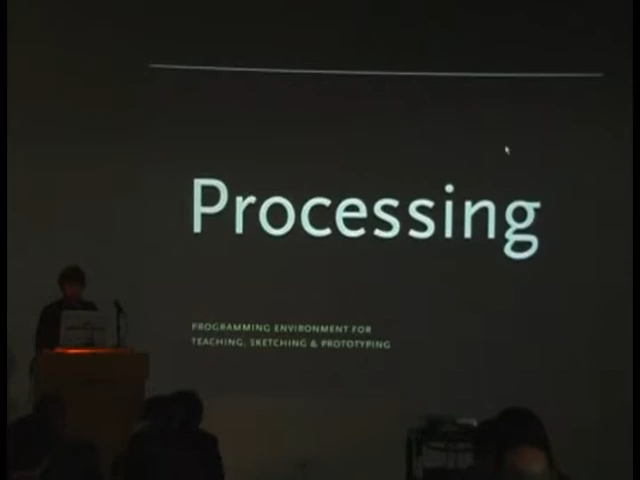 Processing
PROGRAMMING ENVIRONMENT FOR
TEACHING, SKETCHING & PROTOTYPING